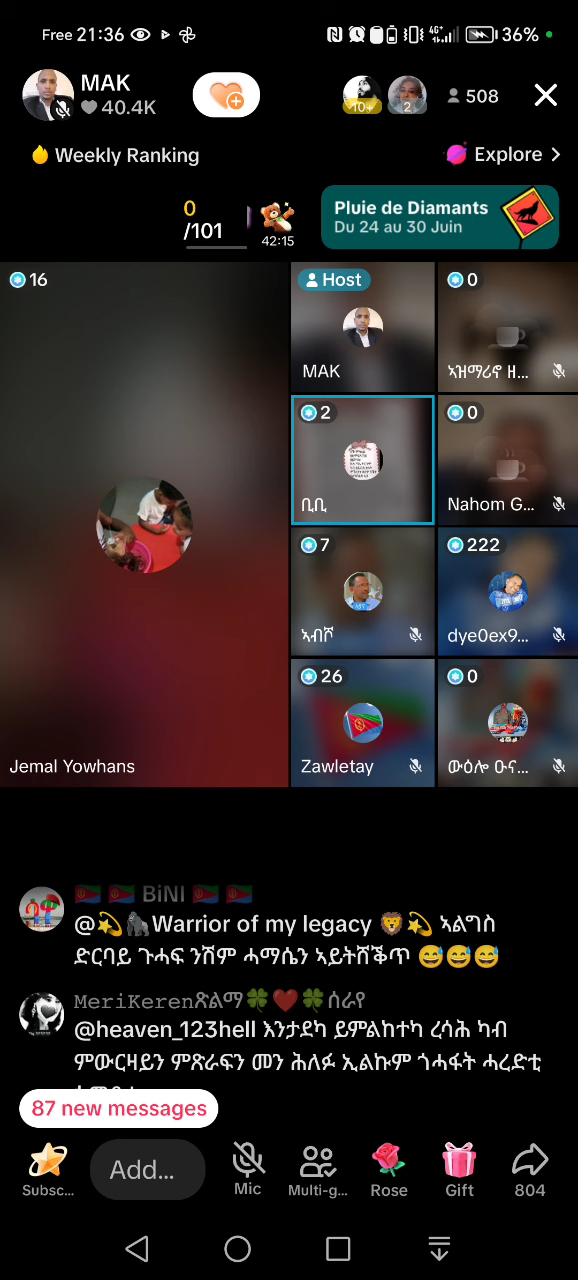 Free 21:36 4G+ 36%
MAK
40.4K
10+ 2 508
Weekly Ranking Explore
0
/101
42:15
Pluie de Diamants
Du 24 au 30 Juin
16
Host
MAK
0
ኣዝማሪኖ ዘ...
2
ቢቢ
0
Nahom G...
7
ኣብሾ
222
dye0ex9...
Jemal Yowhans
26
Zawletay
0
ውዕሎ ዑና...
🇪🇷 🇪🇷 BiNI 🇪🇷 🇪🇷
@💫🦍Warrior of my legacy 🦁💫 ኣልግስ
ድርባይ ጉሓፍ ንሽም ሓማሴን ኣይትሸቕጥ 😅😅😅
MeriKerenጽልማ🍀❤️🍀ሰራየ
@heaven_123hell እንታደካ ይምልከተካ ረሳሕ ካብ
ምውርዛይን ምጽራፍን መን ሕለፉ ኢልኩም ጎሓፋት ሓረድቲ
87 new messages
Subsc...
Add...
Mic
Multi-g...
Rose
Gift
804